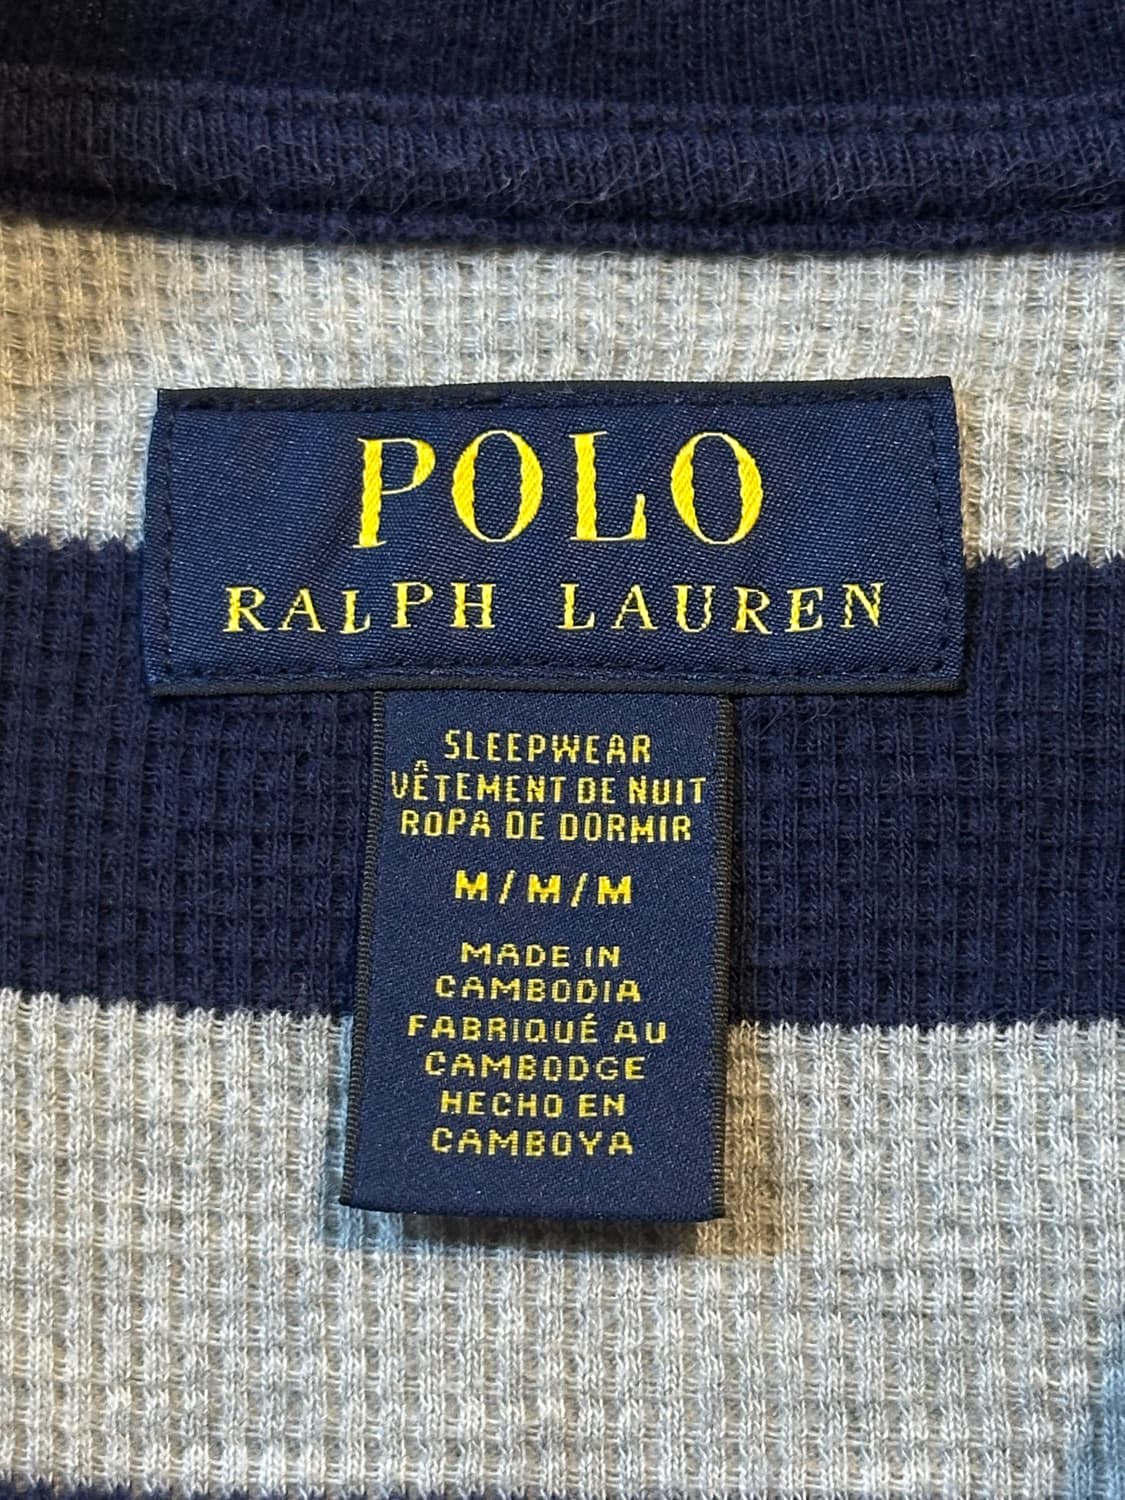 POLO
RALPH LAUREN
SLEEPWEAR
VÊTEMENT DE NUIT
ROPA DE DORMIR
M/M/M
MADE IN
CAMBODIA
FABRIQUÉ AU
CAMBODGE
HECHO EN
CAMBOYA